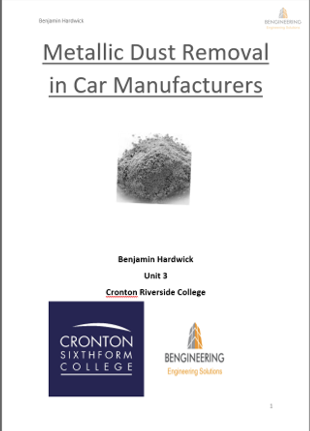 Benjamin Hardwick
BENGINEERING
Engineering Solutions
Metallic Dust Removal
in Car Manufacturers
Benjamin Hardwick
Unit 3
Cronton Riverside College
CRONTON
SIXTHFORM
COLLEGE
BENGINEERING
Engineering Solutions